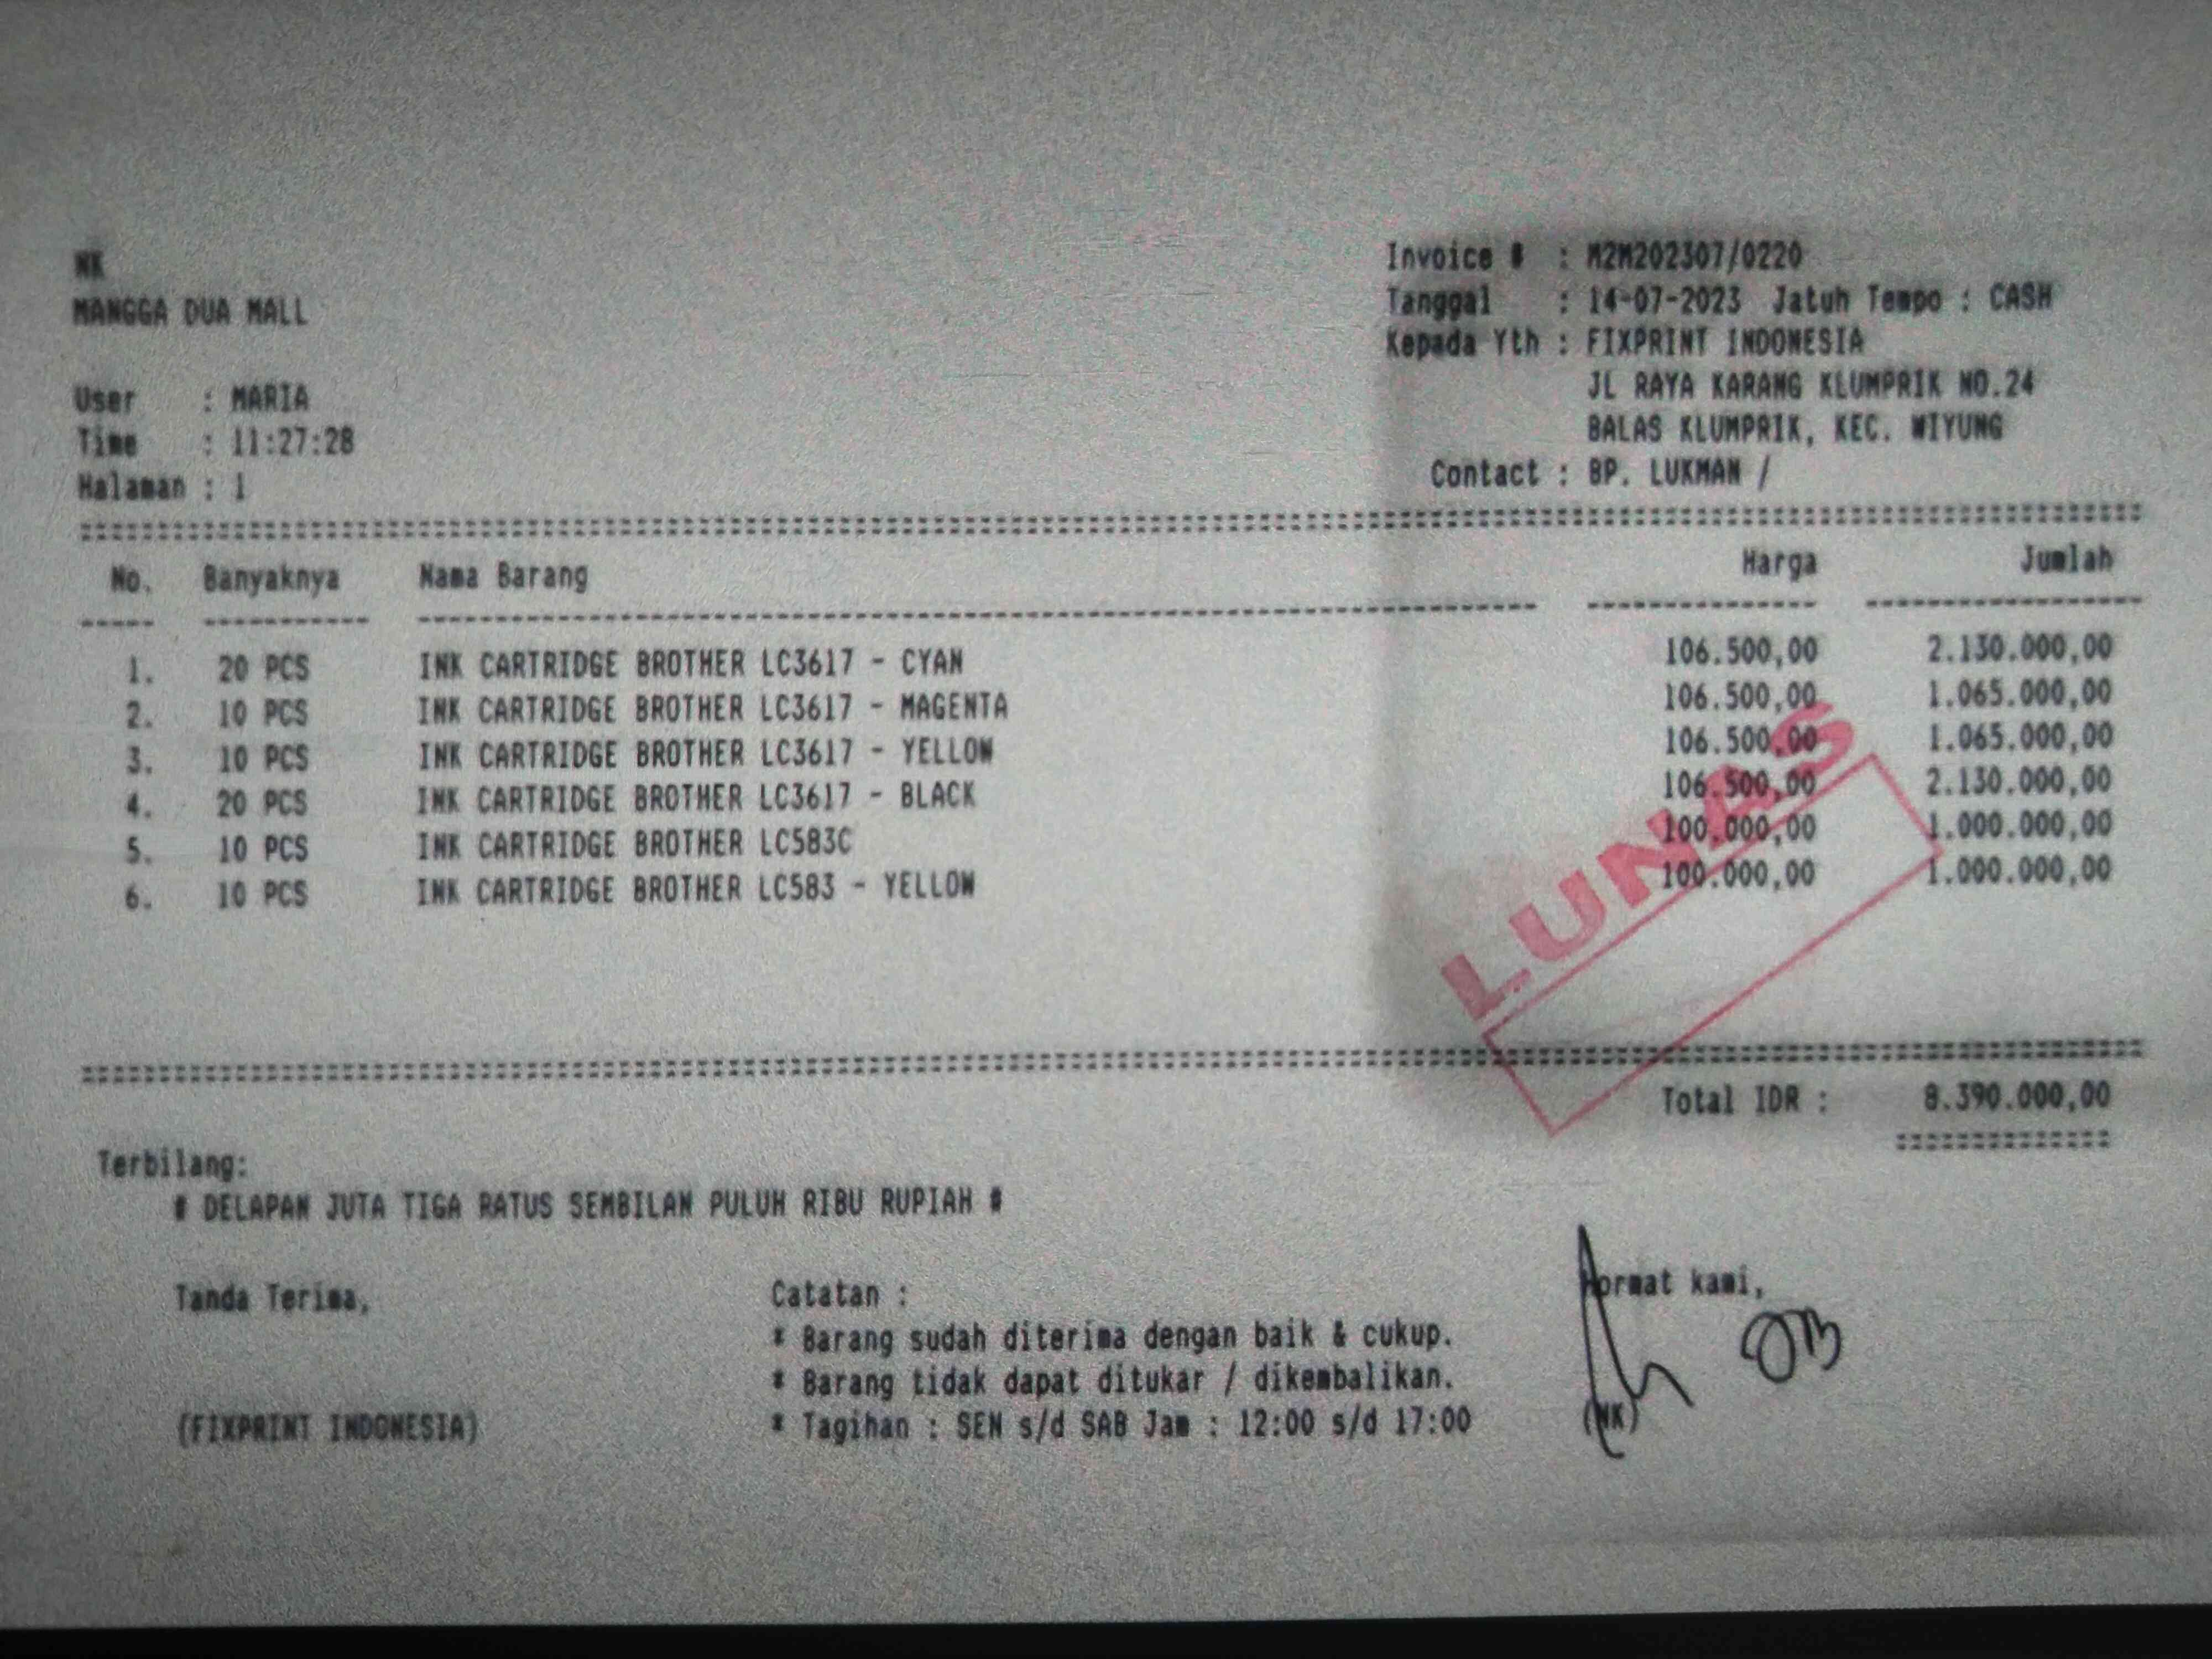 NK
MANGGA DUA MALL
User : MARIA
Time : 11:27:28
Halaman : 1
Invoice # : M2M202307/0220
Tanggal : 14-07-2023 Jatuh Tempo : CASH
Kepada Yth : FIXPRINT INDONESIA
JL RAYA KARANG KLUMPRIK NO.24
BALAS KLUMPRIK, KEC. WIYUNG
Contact : BP. LUKMAN /
No. Banyaknya Nama Barang Harga Jumlah
1. 20 PCS INK CARTRIDGE BROTHER LC3617 - CYAN 106.500,00 2.130.000,00
2. 10 PCS INK CARTRIDGE BROTHER LC3617 - MAGENTA 106.500,00 1.065.000,00
3. 10 PCS INK CARTRIDGE BROTHER LC3617 - YELLOW 106.500,00 1.065.000,00
4. 20 PCS INK CARTRIDGE BROTHER LC3617 - BLACK 106.500,00 2.130.000,00
5. 10 PCS INK CARTRIDGE BROTHER LC583C 100.000,00 1.000.000,00
6. 10 PCS INK CARTRIDGE BROTHER LC583 - YELLOW 100.000,00 1.000.000,00
LUNAS
Total IDR : 8.390.000,00
Terbilang:
# DELAPAN JUTA TIGA RATUS SEMBILAN PULUH RIBU RUPIAH #
Tanda Terima,
(FIXPRINT INDONESIA)
Catatan :
* Barang sudah diterima dengan baik & cukup.
* Barang tidak dapat ditukar / dikembalikan.
* Tagihan : SEN s/d SAB Jam : 12:00 s/d 17:00
Hormat kami,
(NK)